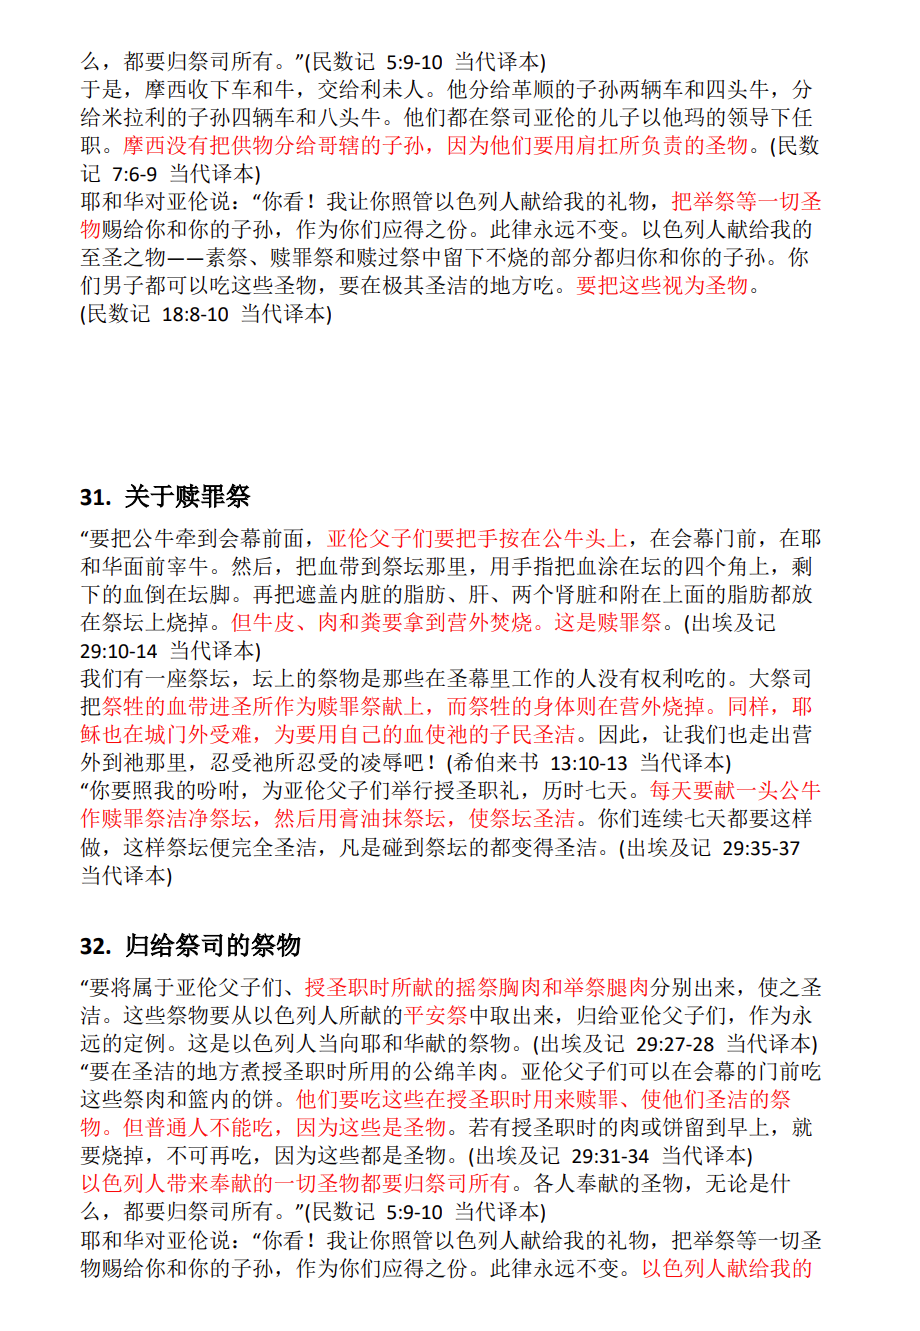 么，都要归祭司所有。”(民数记 5:9-10 当代译本)
于是，摩西收下车和牛，交给利未人。他分给革顺的子孙两辆车和四头牛，分
给米拉利的子孙四辆车和八头牛。他们都在祭司亚伦的儿子以他玛的领导下任
职。摩西没有把供物分给哥辖的子孙，因为他们要用肩扛所负责的圣物。(民数
记 7:6-9 当代译本)
耶和华对亚伦说：“你看！我让你照管以色列人献给我的礼物，把举祭等一切圣
物赐给你和你的子孙，作为你们应得之份。此律永远不变。以色列人献给我的
至圣之物——素祭、赎罪祭和赎过祭中留下不烧的部分都归你和你的子孙。你
们男子都可以吃这些圣物，要在极其圣洁的地方吃。要把这些视为圣物。
(民数记 18:8-10 当代译本)
31. 关于赎罪祭
“要把公牛牵到会幕前面，亚伦父子们要把手按在公牛头上，在会幕门前，在耶
和华面前宰牛。然后，把血带到祭坛那里，用手指把血涂在坛的四个角上，剩
下的血倒在坛脚。再把遮盖内脏的脂肪、肝、两个肾脏和附在上面的脂肪都放
在祭坛上烧掉。但牛皮、肉和粪要拿到营外焚烧。这是赎罪祭。(出埃及记
29:10-14 当代译本)
我们有一座祭坛，坛上的祭物是那些在圣幕里工作的人没有权利吃的。大祭司
把祭牲的血带进圣所作为赎罪祭献上，而祭牲的身体则在营外烧掉。同样，耶
稣也在城门外受难，为要用自己的血使祂的子民圣洁。因此，让我们也走出营
外到祂那里，忍受祂所忍受的凌辱吧！(希伯来书 13:10-13 当代译本)
“你要照我的吩咐，为亚伦父子们举行授圣职礼，历时七天。每天要献一头公牛
作赎罪祭洁净祭坛，然后用膏油抹祭坛，使祭坛圣洁。你们连续七天都要这样
做，这样祭坛便完全圣洁，凡是碰到祭坛的都变得圣洁。(出埃及记 29:35-37
当代译本)
32. 归给祭司的祭物
“要将属于亚伦父子们、授圣职时所献的摇祭胸肉和举祭腿肉分别出来，使之圣
洁。这些祭物要从以色列人所献的平安祭中取出来，归给亚伦父子们，作为永
远的定例。这是以色列人当向耶和华献的祭物。(出埃及记 29:27-28 当代译本)
“要在圣洁的地方煮授圣职时所用的公绵羊肉。亚伦父子们可以在会幕的门前吃
这些祭肉和篮内的饼。他们要吃这些在授圣职时用来赎罪、使他们圣洁的祭
物。但普通人不能吃，因为这些是圣物。若有授圣职时的肉或饼留到早上，就
要烧掉，不可再吃，因为这些都是圣物。(出埃及记 29:31-34 当代译本)
以色列人带来奉献的一切圣物都要归祭司所有。各人奉献的圣物，无论是什
么，都要归祭司所有。”(民数记 5:9-10 当代译本)
耶和华对亚伦说：“你看！我让你照管以色列人献给我的礼物，把举祭等一切圣
物赐给你和你的子孙，作为你们应得之份。此律永远不变。以色列人献给我的